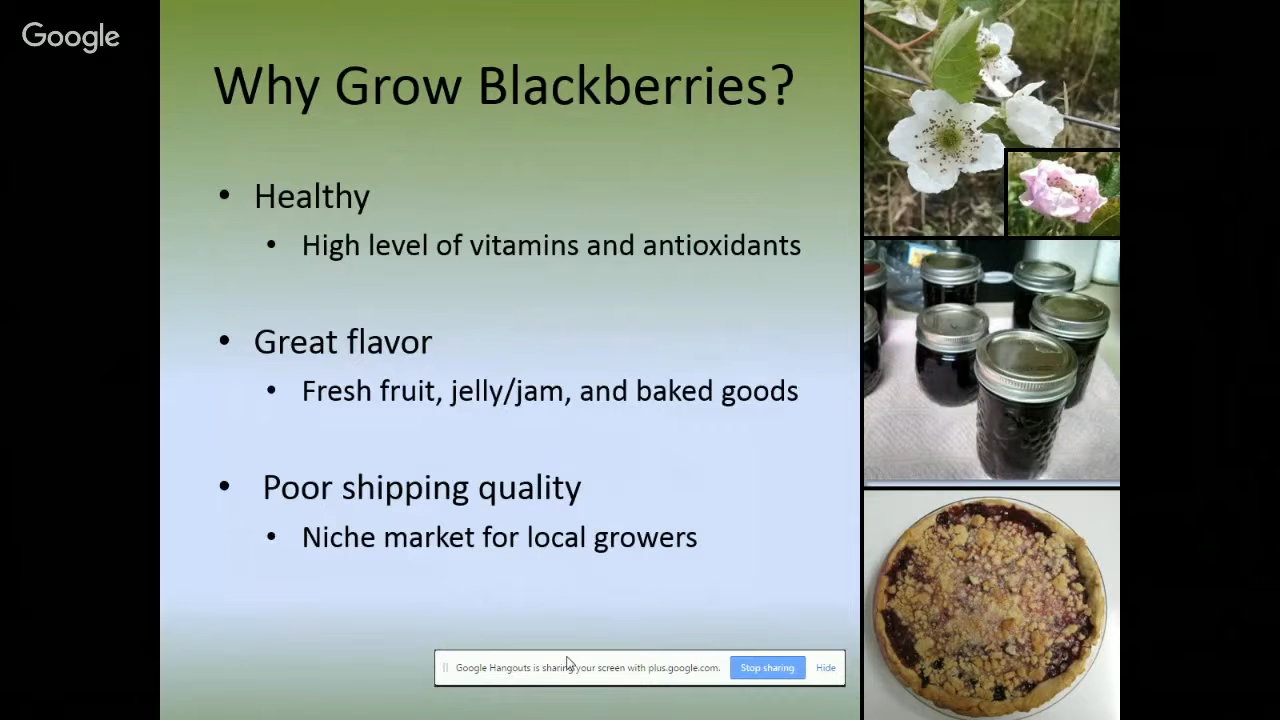 Google
Why Grow Blackberries?
• Healthy
• High level of vitamins and antioxidants
• Great flavor
• Fresh fruit, jelly/jam, and baked goods
• Poor shipping quality
• Niche market for local growers
Google Hangouts is sharing your screen with plus.google.com. Stop sharing Hide